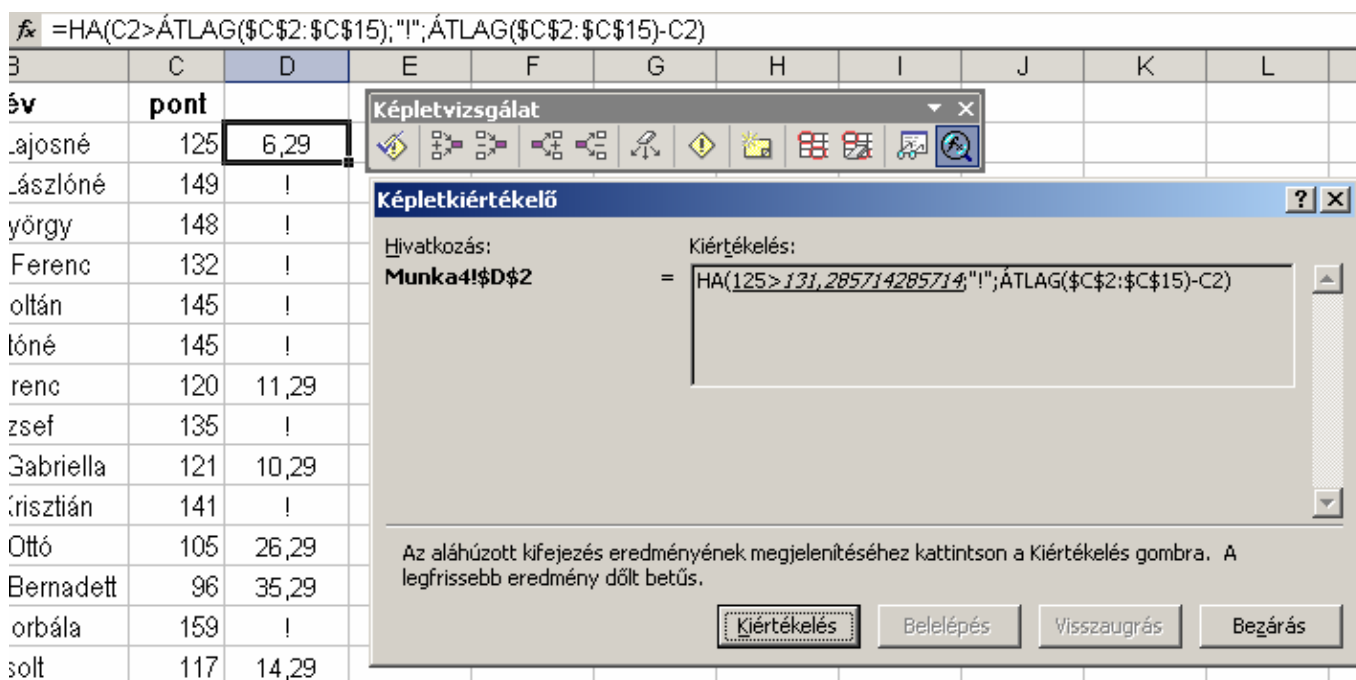 fx =HA(C2>ÁTLAG($C$2:$C$15);"!";ÁTLAG($C$2:$C$15)-C2)
B C D E F G H I J K L
év pont
Lajosné 125 6,29
Lászlóné 149 !
yörgy 148 !
Ferenc 132 !
oltán 145 !
tóné 145 !
renc 120 11,29
zsef 135 !
Gabriella 121 10,29
Krisztián 141 !
Ottó 105 26,29
Bernadett 96 35,29
orbála 159 !
solt 117 14,29
Képletvizsgálat
Képletkiértékelő
Hivatkozás: Kiértékelés:
Munka4!$D$2 = HA(125>131,285714285714;"!";ÁTLAG($C$2:$C$15)-C2)
Az aláhúzott kifejezés eredményének megjelenítéséhez kattintson a Kiértékelés gombra. A
legfrissebb eredmény dőlt betűs.
Kiértékelés Belelépés Visszaugrás Bezárás